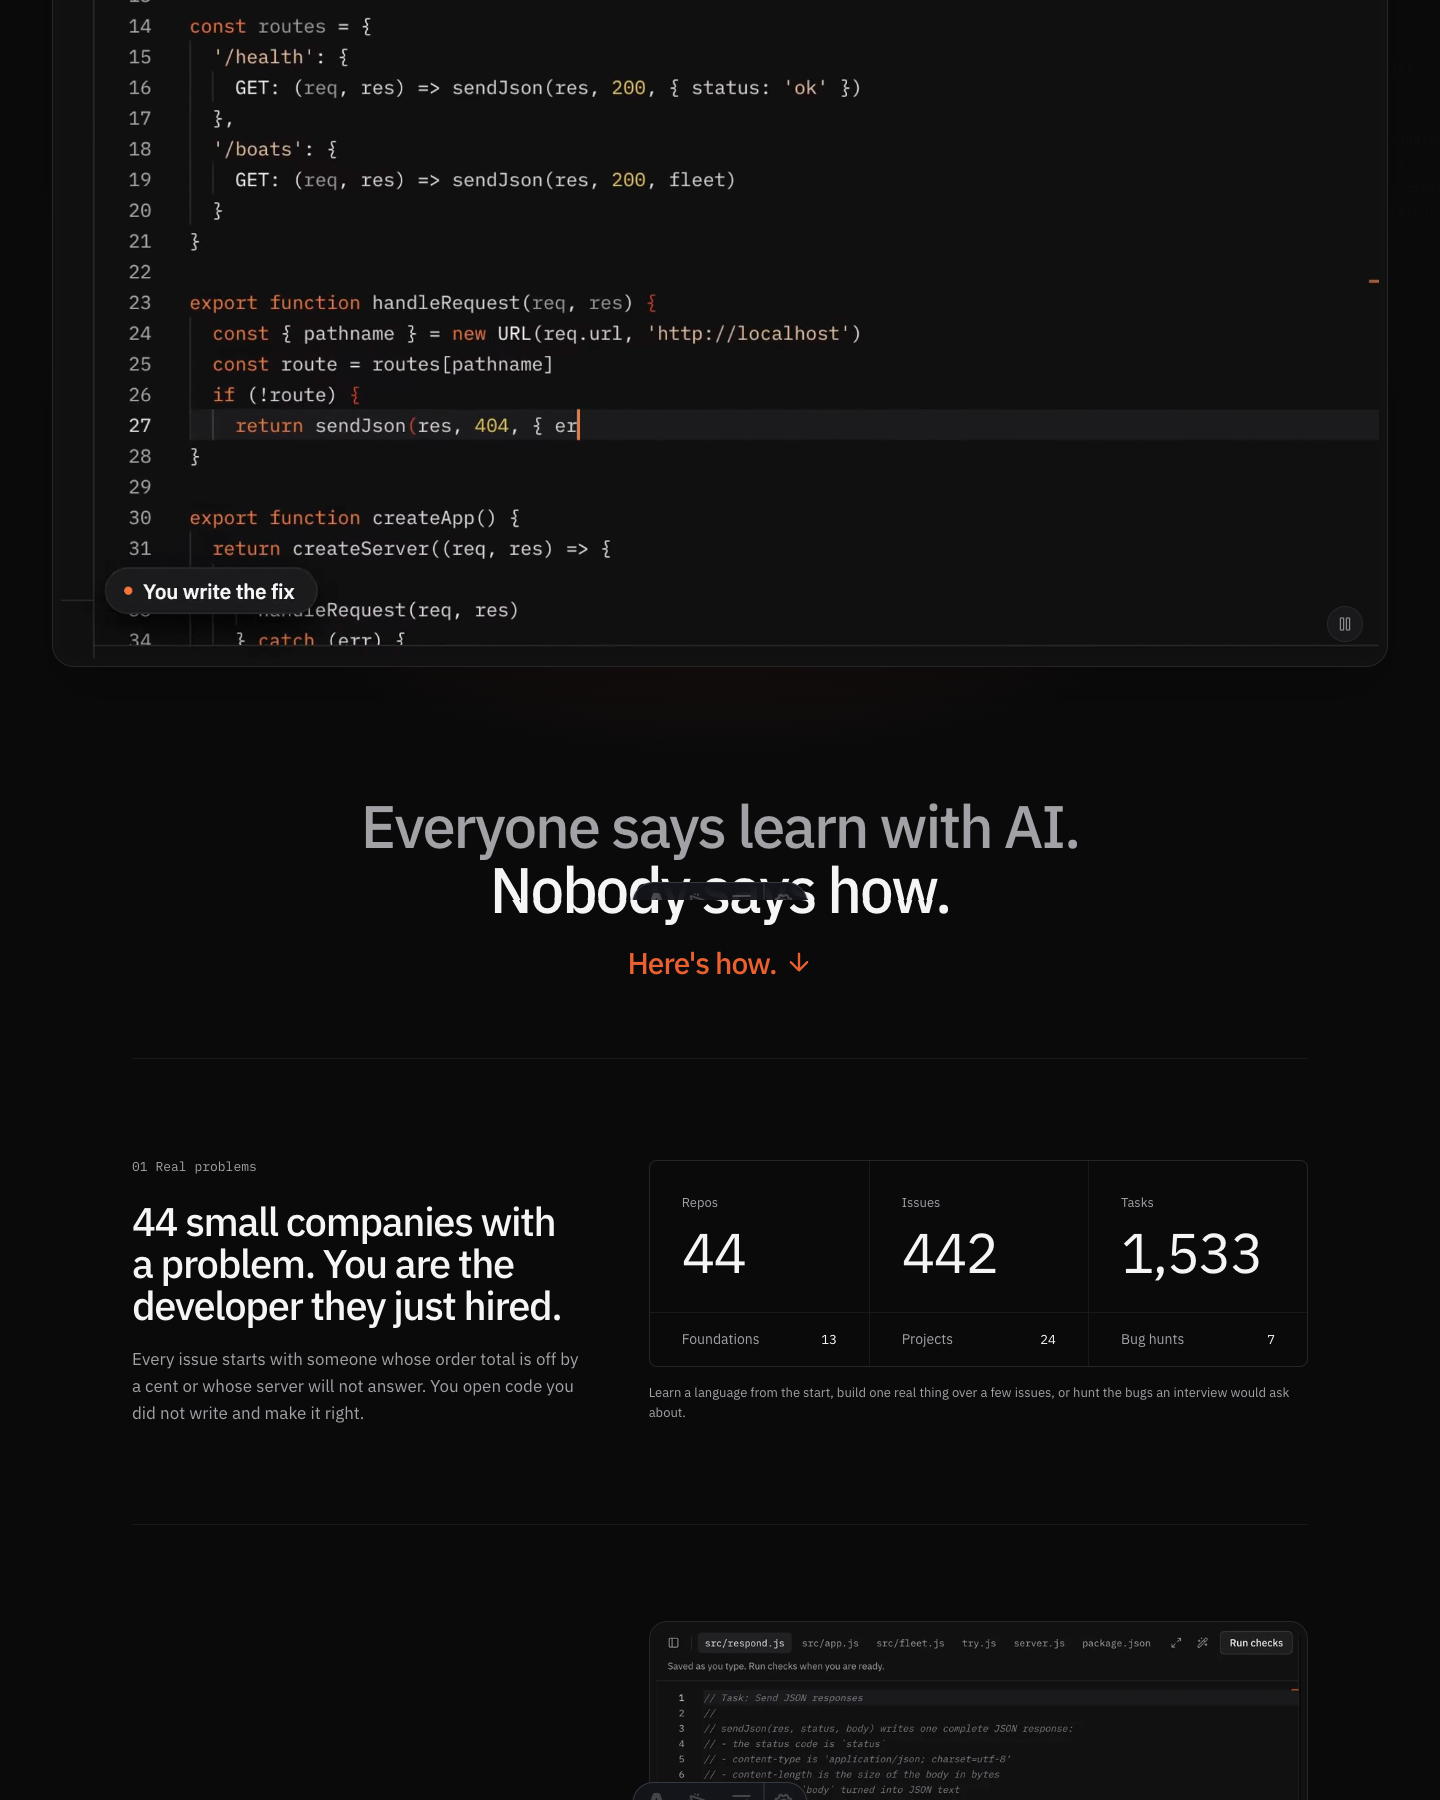 14 const routes = {
15 '/health': {
16 GET: (req, res) => sendJson(res, 200, { status: 'ok' })
17 },
18 '/boats': {
19 GET: (req, res) => sendJson(res, 200, fleet)
20 }
21 }
22
23 export function handleRequest(req, res) {
24 const { pathname } = new URL(req.url, 'http://localhost')
25 const route = routes[pathname]
26 if (!route) {
27 return sendJson(res, 404, { er
28 }
29
30 export function createApp() {
31 return createServer((req, res) => {
You write the fix
handleRequest(req, res)
34 } catch (err) {
Everyone says learn with AI.
Nobody says how.
Here's how. ↓
01 Real problems
44 small companies with
a problem. You are the
developer they just hired.
Every issue starts with someone whose order total is off by
a cent or whose server will not answer. You open code you
did not write and make it right.
Repos Issues Tasks
44 442 1,533
Foundations 13 Projects 24 Bug hunts 7
Learn a language from the start, build one real thing over a few issues, or hunt the bugs an interview would ask
about.
src/respond.js src/app.js src/fleet.js try.js server.js package.json Run checks
Saved as you type. Run checks when you are ready.
1 // Task: Send JSON responses
2 //
3 // sendJson(res, status, body) writes one complete JSON response:
4 // - the status code is `status`
5 // - content-type is 'application/json; charset=utf-8'
6 // - content-length is the size of the body in bytes
`body` turned into JSON text